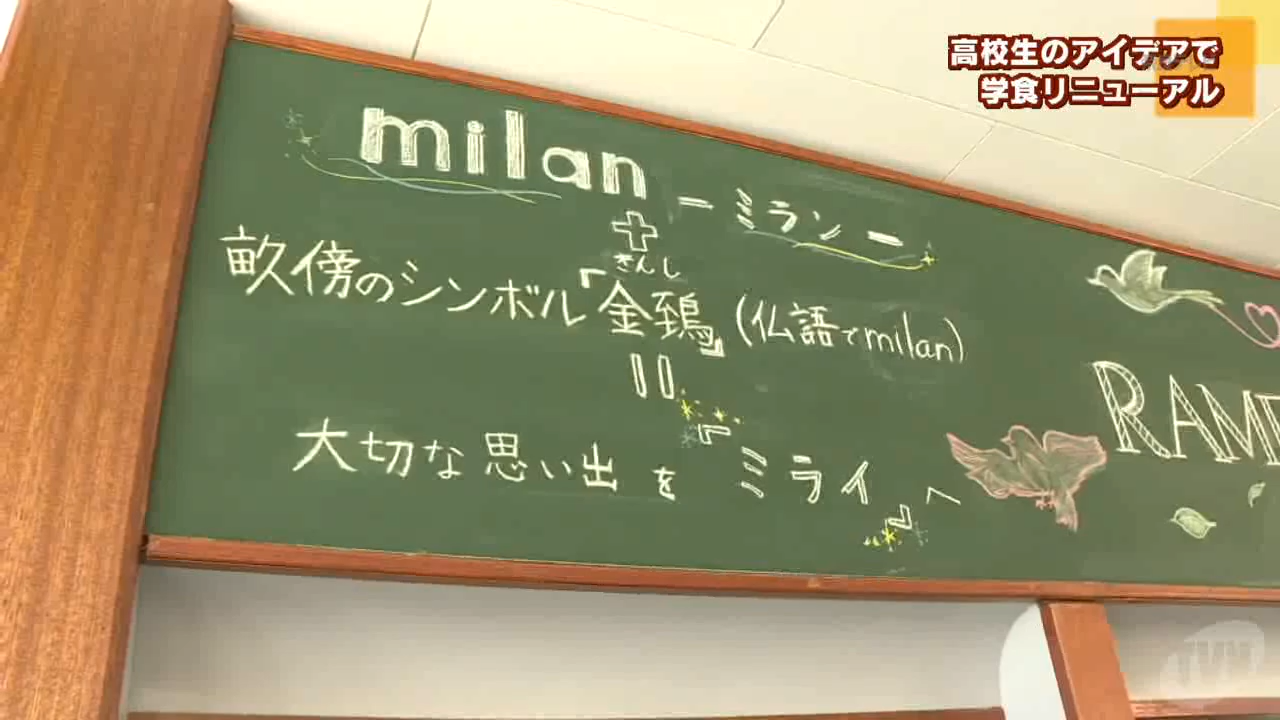 高校生のアイデアで
学食リニューアル
milan ーミランー
+
きんし
畝傍のシンボル『金鵄』(仏語でmilan)
=
大切な思い出を『ミライ』へ
TVN